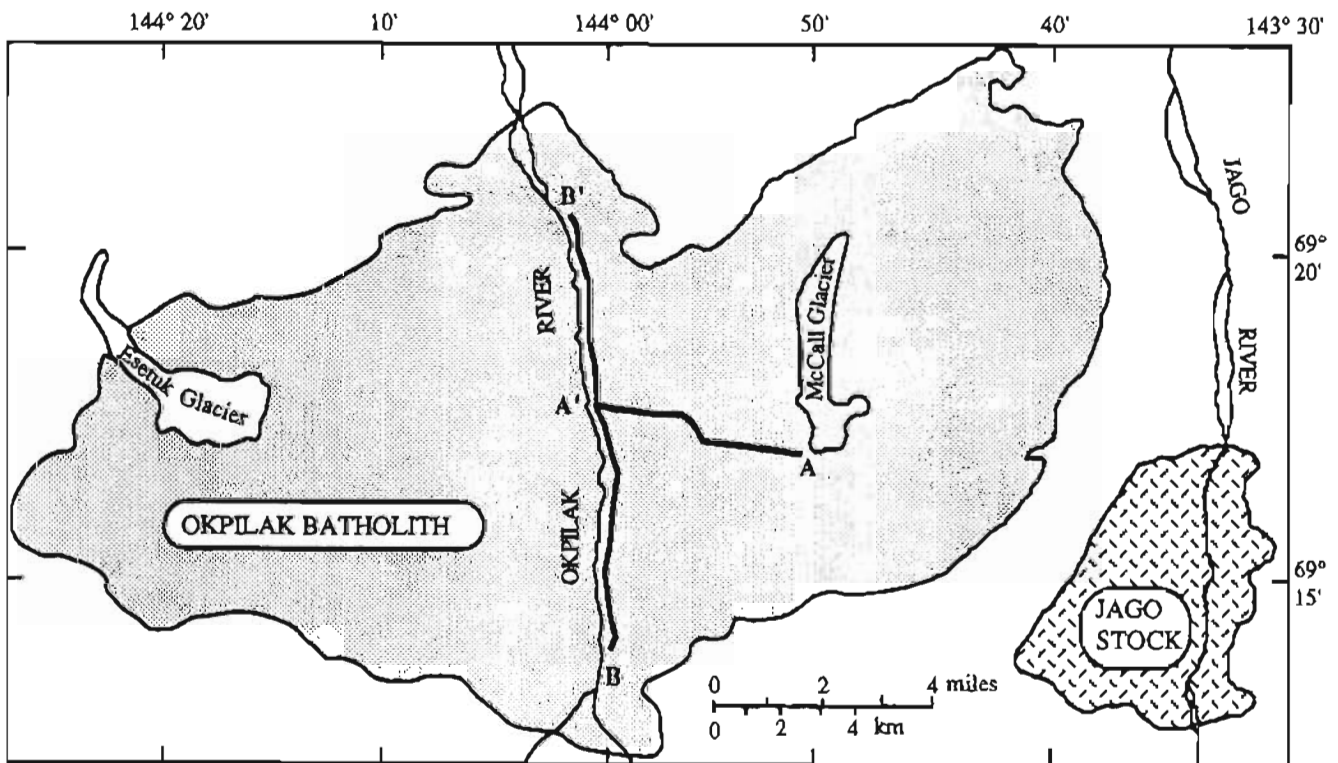 144° 20'
10'
144° 00'
50'
40'
143° 30'
JAGO
B'
69°
20'
RIVER
McCall Glacier
RIVER
Esetuk Glacier
A'
A
OKPILAK BATHOLITH
OKPILAK
69°
15'
JAGO
STOCK
B
0 2 4 miles
0 2 4 km